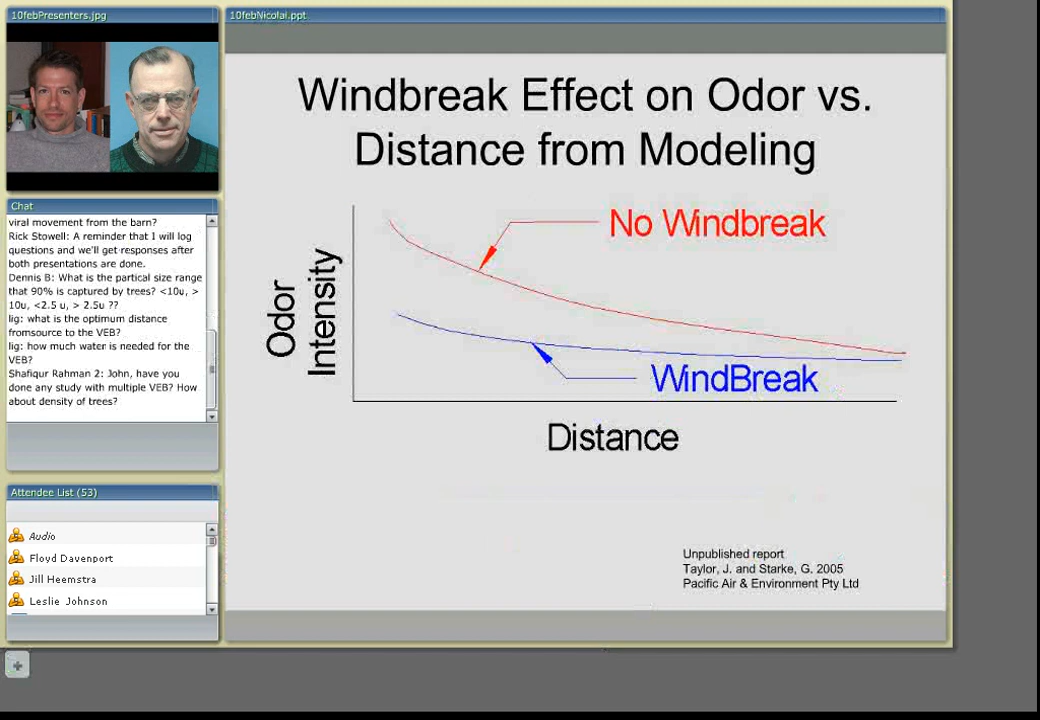 10febPresenters.jpg
Chat
viral movement from the barn?
Rick Stowell: A reminder that I will log
questions and we'll get responses after
both presentations are done.
Dennis B: What is the partical size range
that 90% is captured by trees? <10u, >
10u, <2.5 u, > 2.5u ??
lig: what is the optimum distance
fromsource to the VEB?
lig: how much water is needed for the
VEB?
Shafiqur Rahman 2: John, have you
done any study with multiple VEB? How
about density of trees?
Attendee List (53)
Audio
Floyd Davenport
Jill Heemstra
Leslie Johnson
10febNicolai.ppt
Windbreak Effect on Odor vs.
Distance from Modeling
No Windbreak
Odor
Intensity
WindBreak
Distance
Unpublished report
Taylor, J. and Starke, G. 2005
Pacific Air & Environment Pty Ltd